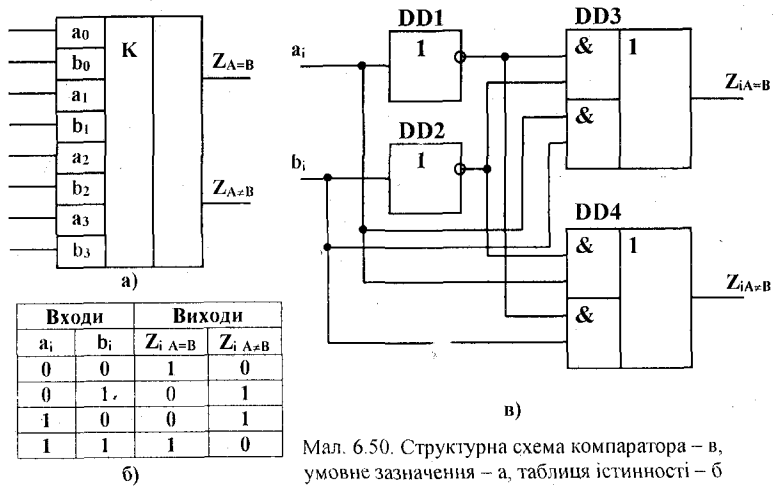 a0
b0
a1
b1
a2
b2
a3
b3
K
ZA=B
ZA≠B
а)
Входи Виходи
ai bi Zi A=B Zi A≠B
0 0 1 0
0 1 0 1
1 0 0 1
1 1 1 0
б)
DD1
ai
1
DD2
bi
1
DD3
& 1
&
ZiA=B
DD4
& 1
&
ZiA≠B
в)
Мал. 6.50. Структурна схема компаратора – в,
умовне зазначення – а, таблиця істинності – б